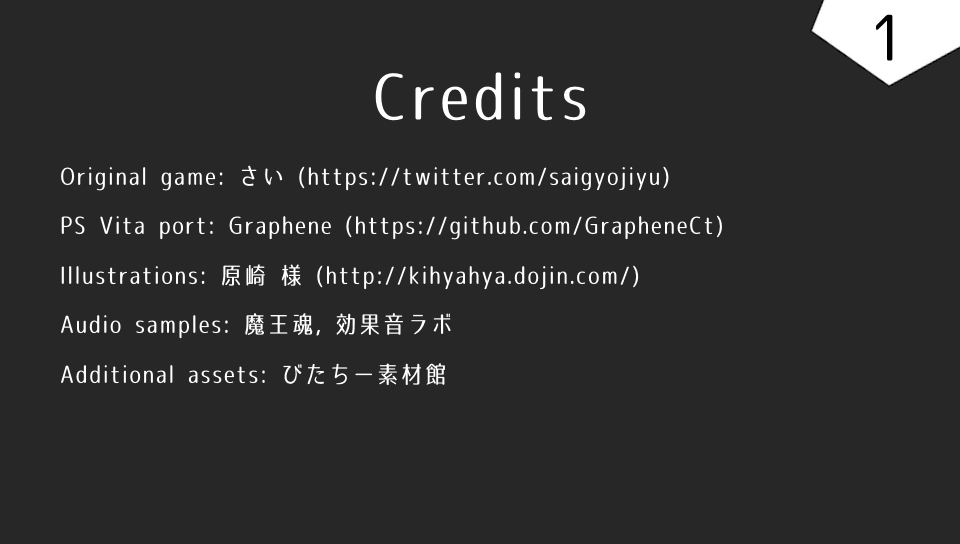 1
Credits
Original game: さい (https://twitter.com/saigyojiyu)
PS Vita port: Graphene (https://github.com/GrapheneCt)
Illustrations: 原崎 様 (http://kihyahya.dojin.com/)
Audio samples: 魔王魂, 効果音ラボ
Additional assets: びたちー素材館